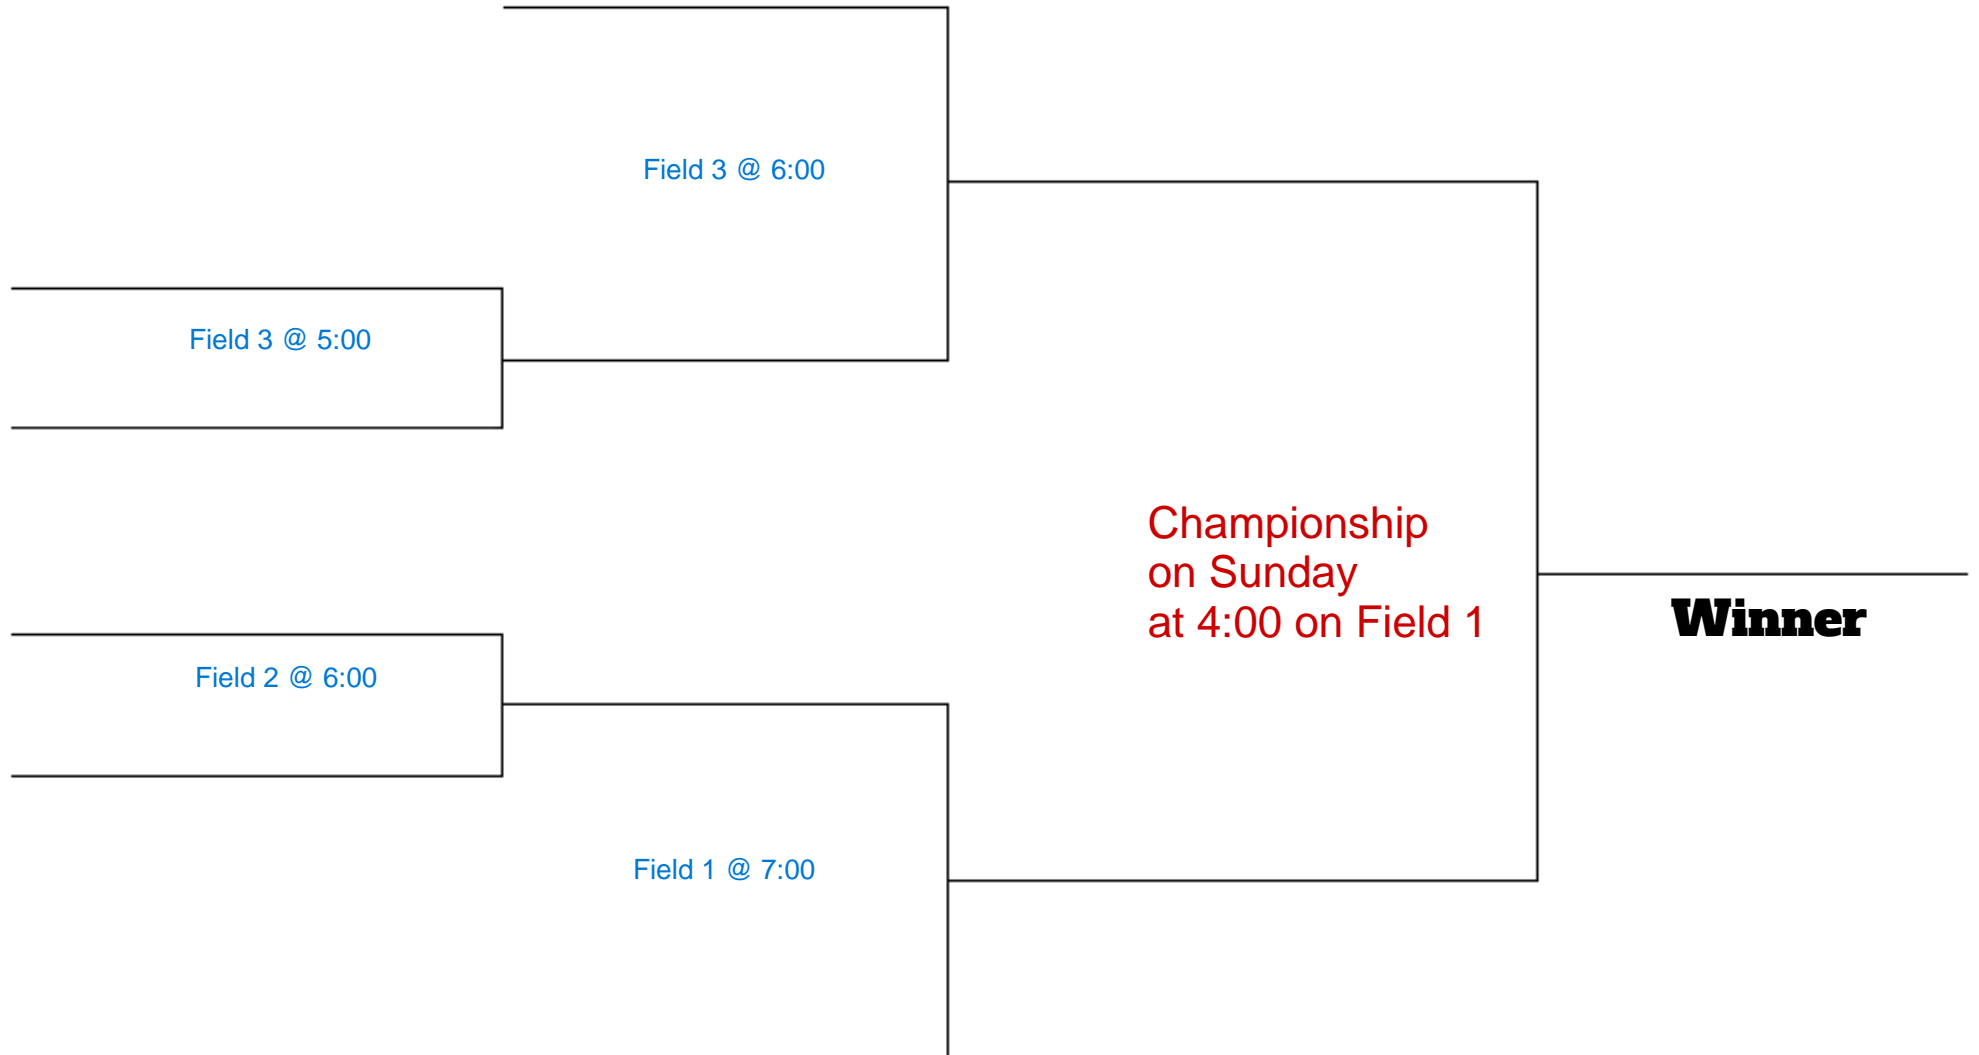 Field 3 @ 6:00
Field 3 @ 5:00
Championship
on Sunday
at 4:00 on Field 1
Winner
Field 2 @ 6:00
Field 1 @ 7:00